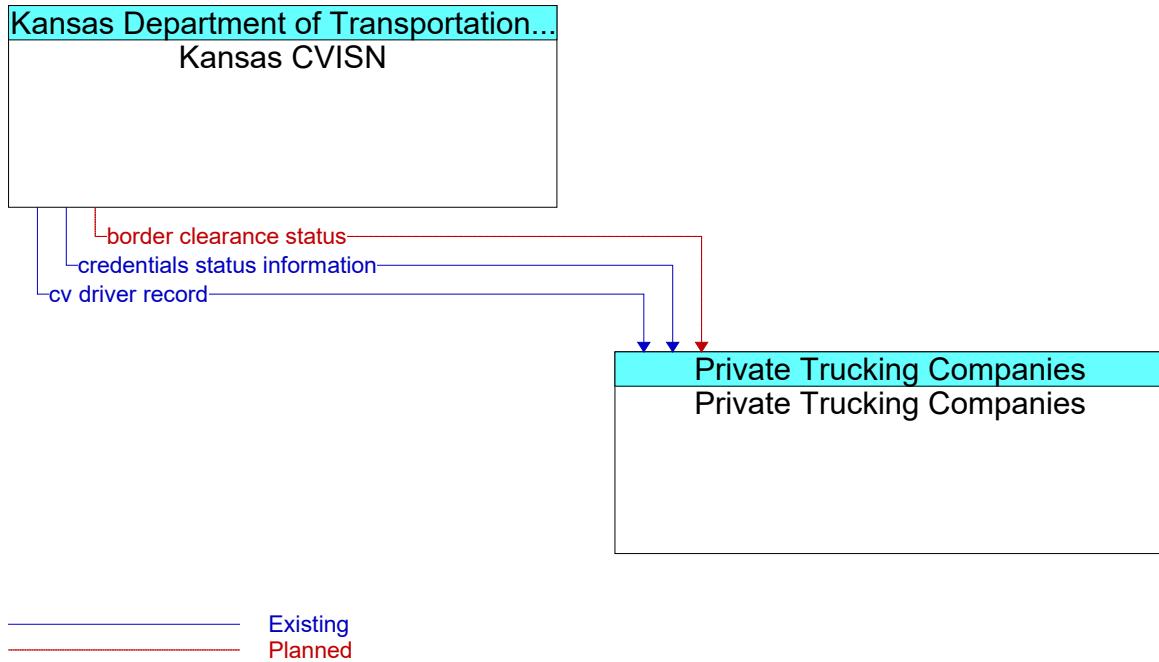 Kansas Department of Transportation...
Kansas CVISN
border clearance status
credentials status information
cv driver record
Private Trucking Companies
Private Trucking Companies
Existing
Planned